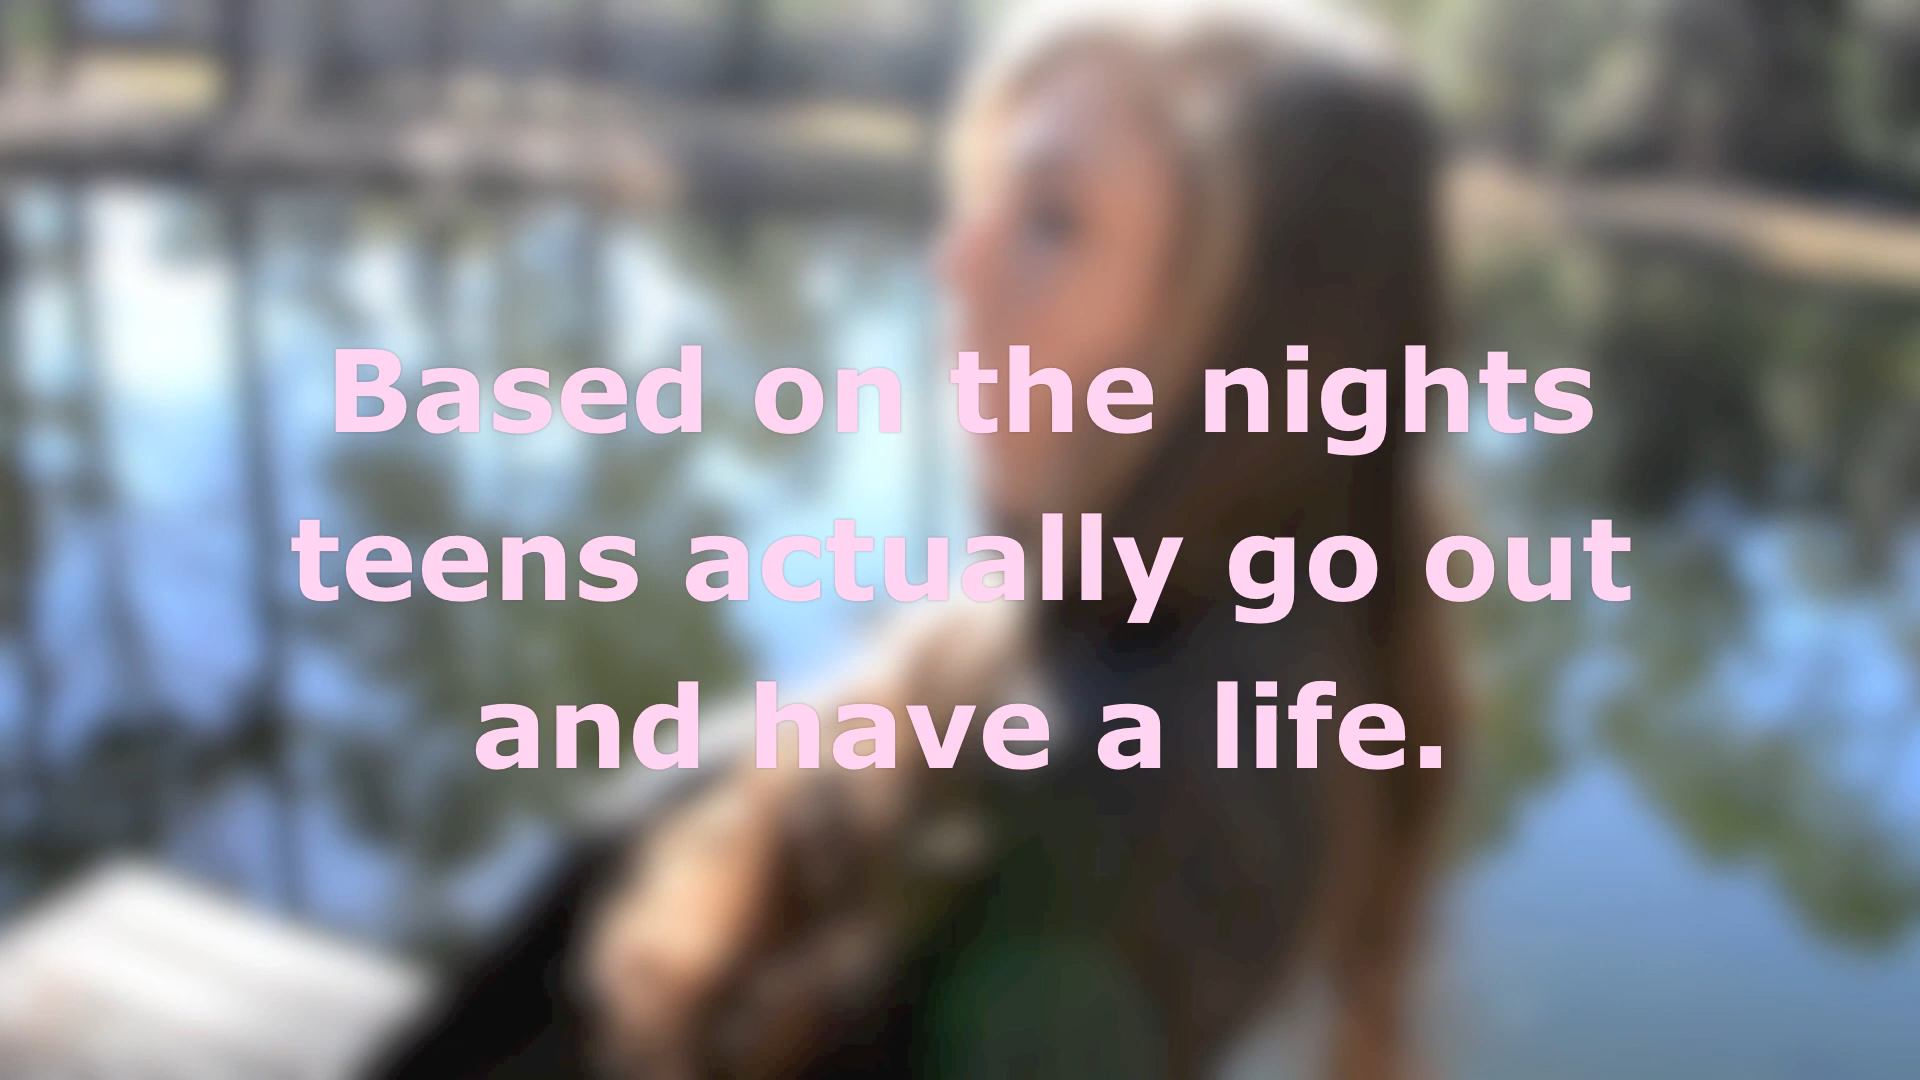 Based on the nights
teens actually go out
and have a life.